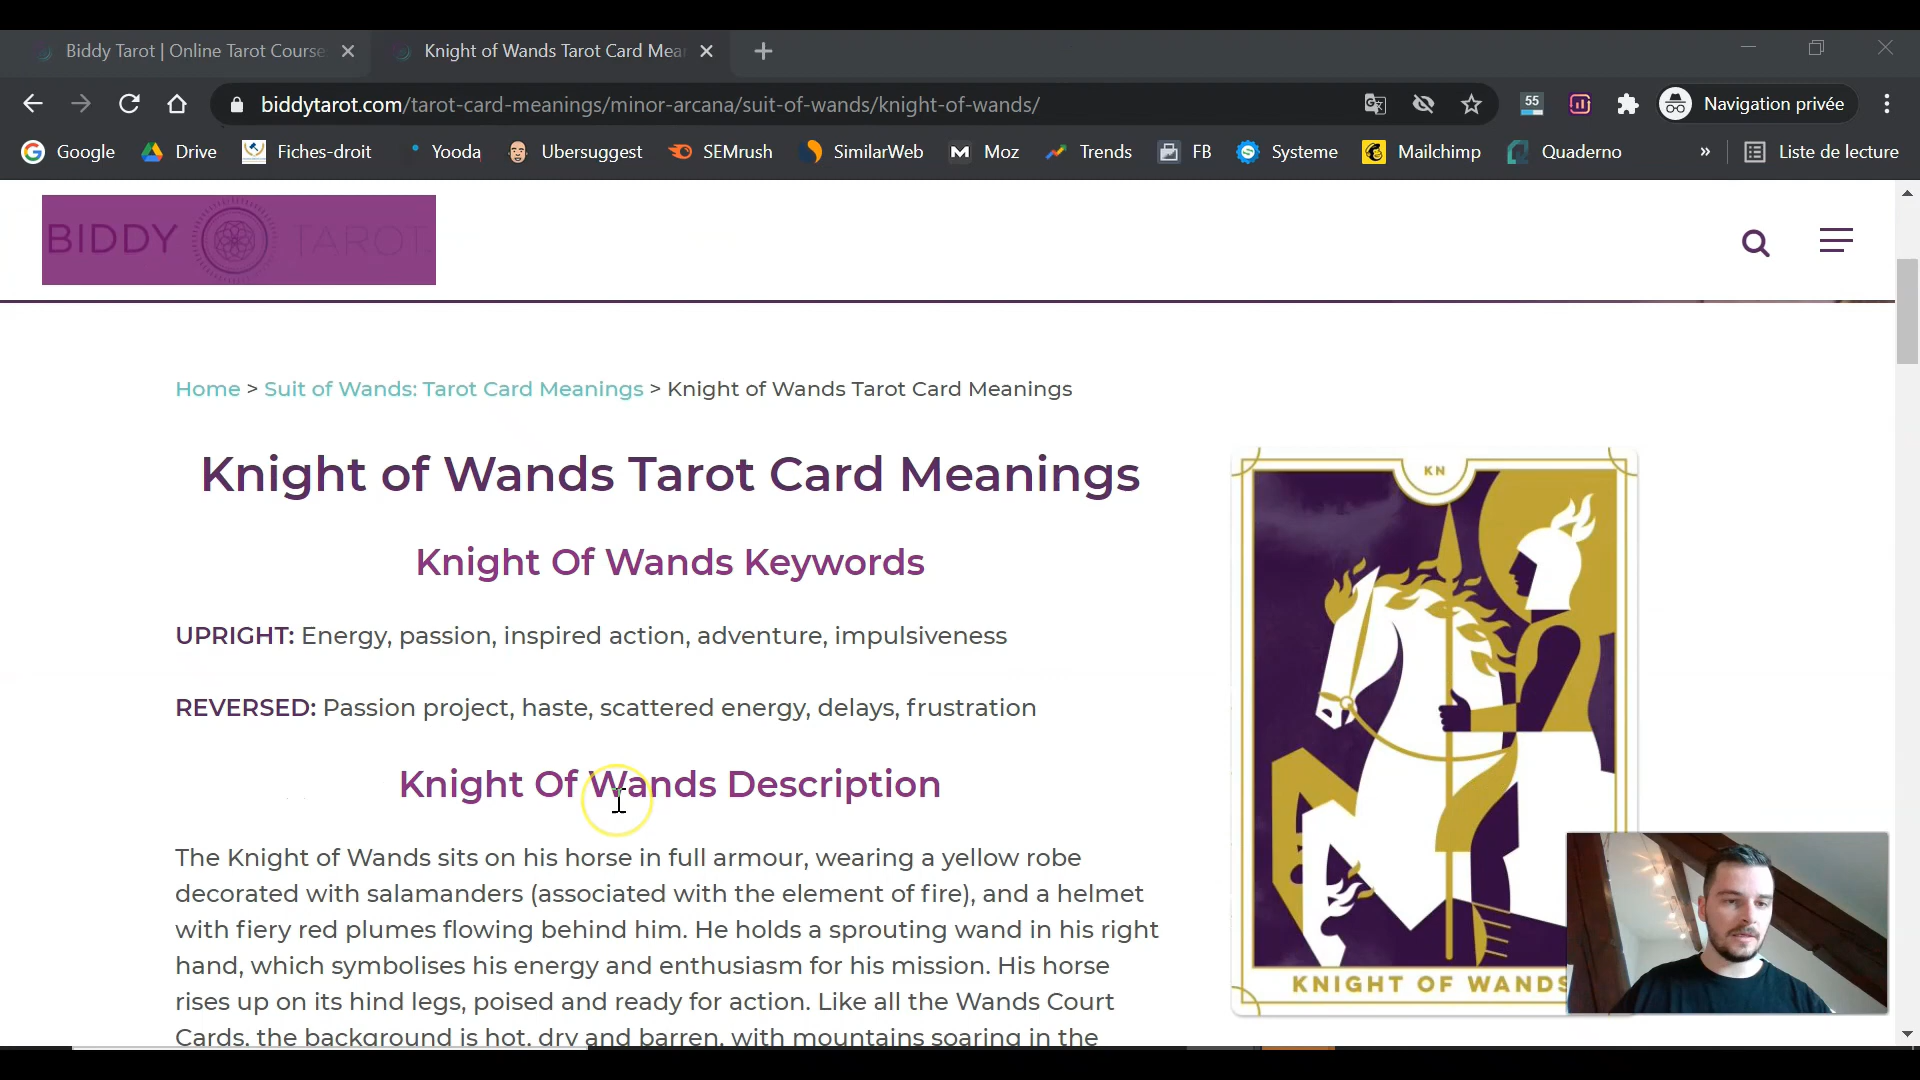 Biddy Tarot | Online Tarot Course
Knight of Wands Tarot Card Mea
biddytarot.com/tarot-card-meanings/minor-arcana/suit-of-wands/knight-of-wands/
55
Navigation privée
Google
Drive
Fiches-droit
Yooda
Ubersuggest
SEMrush
SimilarWeb
Moz
Trends
FB
Systeme
Mailchimp
Quaderno
»
Liste de lecture
BIDDY TAROT
Home > Suit of Wands: Tarot Card Meanings > Knight of Wands Tarot Card Meanings
Knight of Wands Tarot Card Meanings
Knight Of Wands Keywords
UPRIGHT: Energy, passion, inspired action, adventure, impulsiveness
REVERSED: Passion project, haste, scattered energy, delays, frustration
Knight Of Wands Description
The Knight of Wands sits on his horse in full armour, wearing a yellow robe
decorated with salamanders (associated with the element of fire), and a helmet
with fiery red plumes flowing behind him. He holds a sprouting wand in his right
hand, which symbolises his energy and enthusiasm for his mission. His horse
rises up on its hind legs, poised and ready for action. Like all the Wands Court
Cards, the background is hot, dry and barren, with mountains soaring in the
KN
KNIGHT OF WANDS